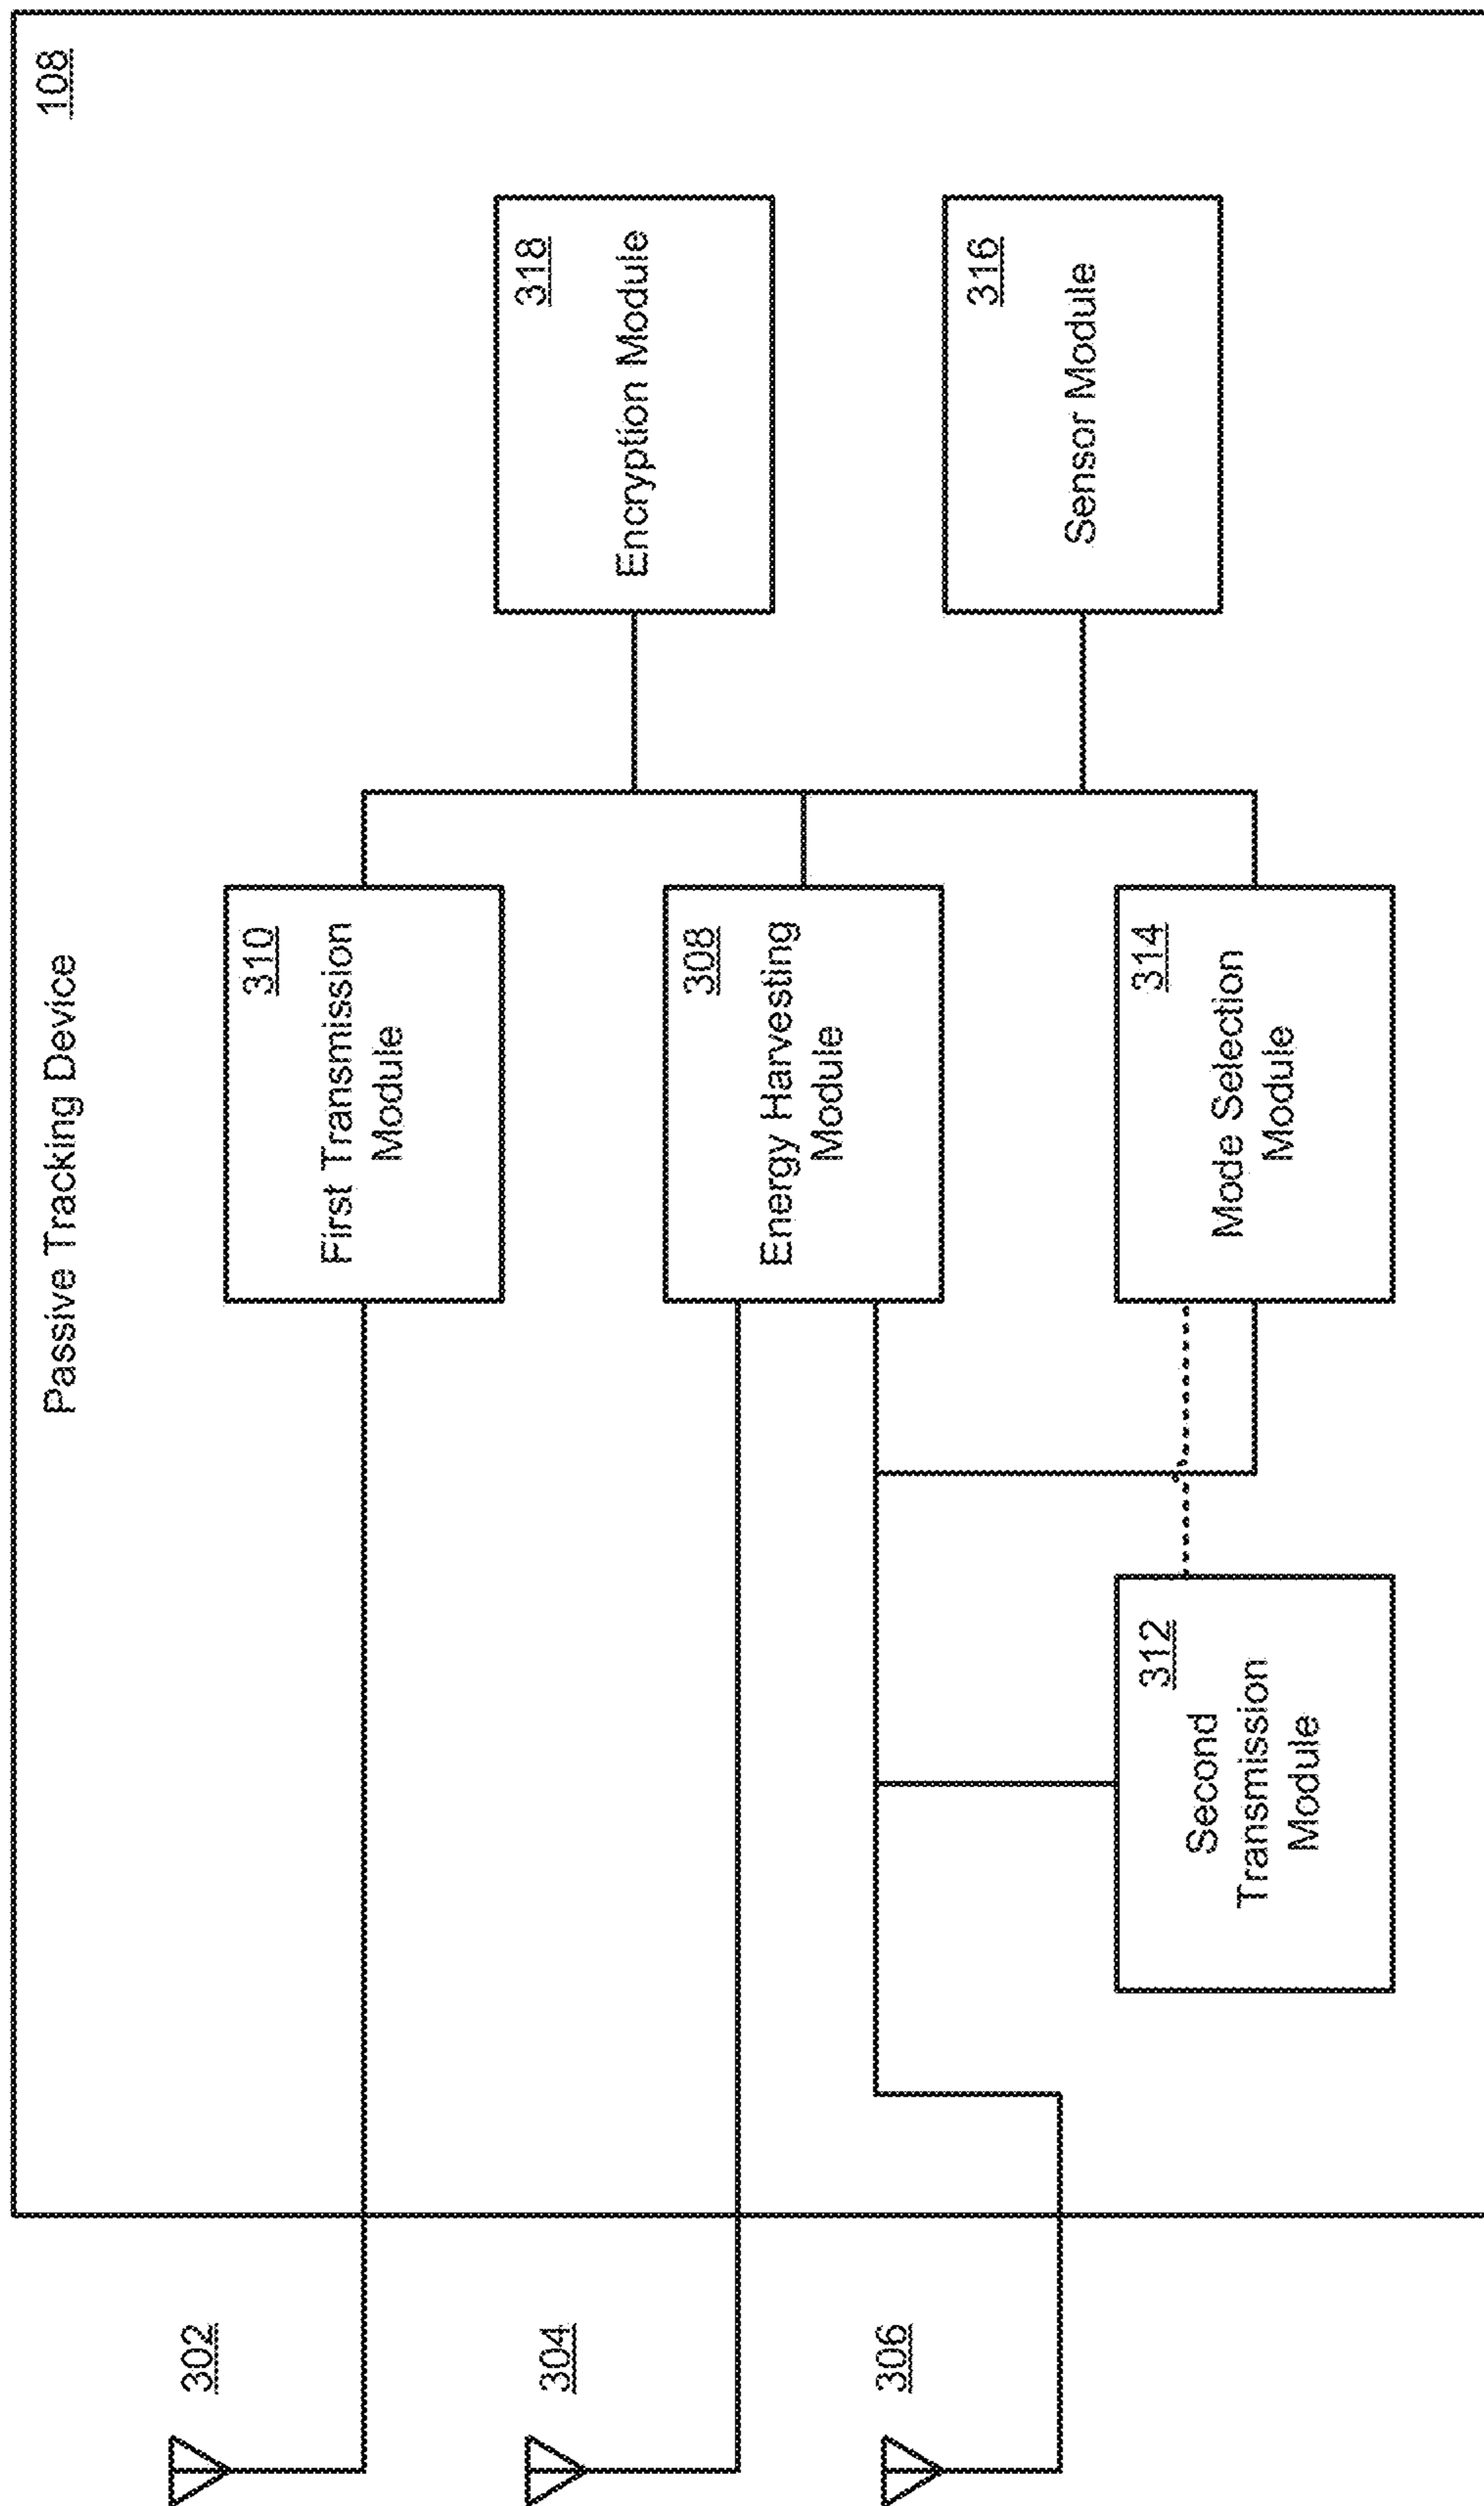 Passive Tracking Device
108
302
310
First Transmission
Module
318
Encryption Module
304
308
Energy Harvesting
Module
306
312
Second
Transmission
Module
314
Mode Selection
Module
316
Sensor Module